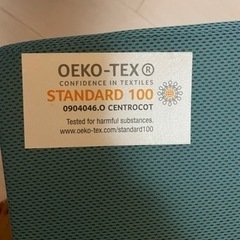 OEKO-TEX®
CONFIDENCE IN TEXTILES
STANDARD 100
0904046.O CENTROCOT
Tested for harmful substances.
www.oeko-tex.com/standard100